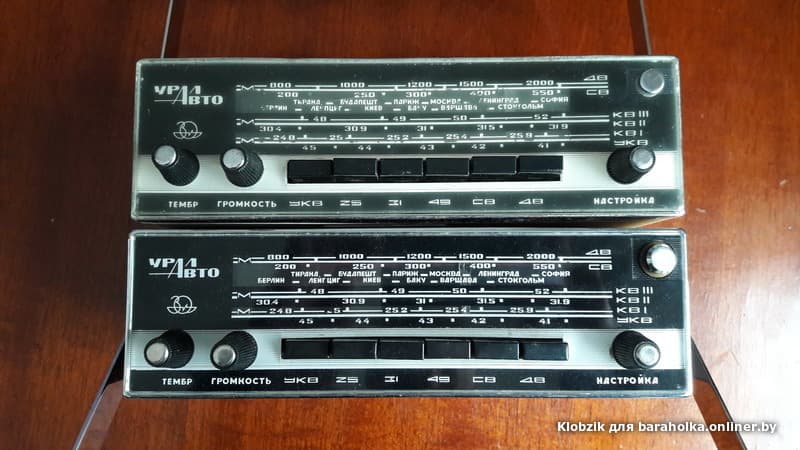 УРАЛ
АВТО
М 800 1000 1200 1500 2000 ДВ
200 250 300 400 550 СВ
ТИРАНА БУДАПЕШТ ПАРИЖ МОСКВА ЛЕНИНГРАД СОФИЯ
ЛЕЙПЦИГ КИЕВ БАКУ ВАРШАВА СТОКГОЛЬМ
М 48 49 50 52 КВ III
30.4 30.9 31 31.5 31.9 КВ II
М 24.8 25 25.2 25.4 25.9 КВ I
45 44 43 42 41 УКВ
ТЕМБР ГРОМКОСТЬ УКВ 25 31 49 СВ ДВ НАСТРОЙКА
УРАЛ
АВТО
М 800 1000 1200 1500 2000 ДВ
200 250 300 400 550 СВ
ТИРАНА БУДАПЕШТ ПАРИЖ МОСКВА ЛЕНИНГРАД СОФИЯ
БЕРЛИН ЛЕЙПЦИГ КИЕВ БАКУ ВАРШАВА СТОКГОЛЬМ
М 48 49 50 52 КВ III
30.4 30.9 31 31.5 31.9 КВ II
М 24.8 25.2 25.4 25.9 КВ I
45 44 43 42 41 УКВ
ТЕМБР ГРОМКОСТЬ УКВ 25 31 49 СВ ДВ НАСТРОЙКА
Klobzik для baraholka.onliner.by